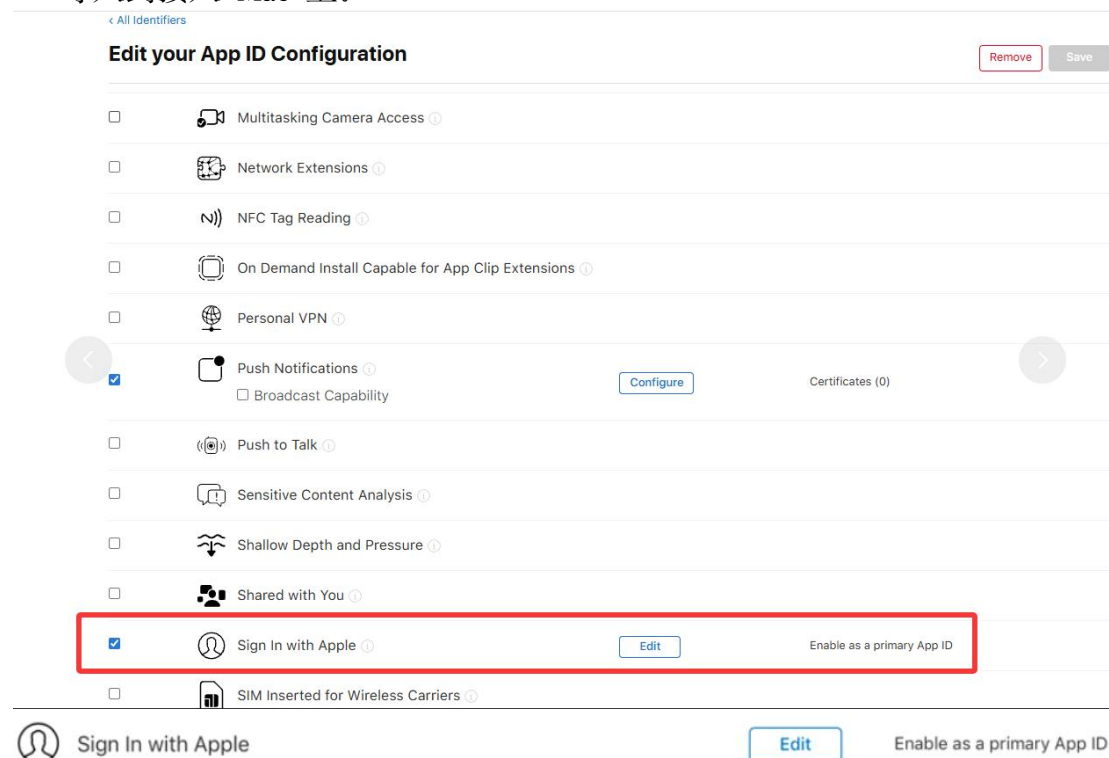 ‹ All Identifiers
Edit your App ID Configuration
Remove
Save
Multitasking Camera Access
Network Extensions
NFC Tag Reading
On Demand Install Capable for App Clip Extensions
Personal VPN
Push Notifications
Configure
Certificates (0)
Broadcast Capability
Push to Talk
Sensitive Content Analysis
Shallow Depth and Pressure
Shared with You
Sign In with Apple
Edit
Enable as a primary App ID
SIM Inserted for Wireless Carriers
Sign In with Apple
Edit
Enable as a primary App ID